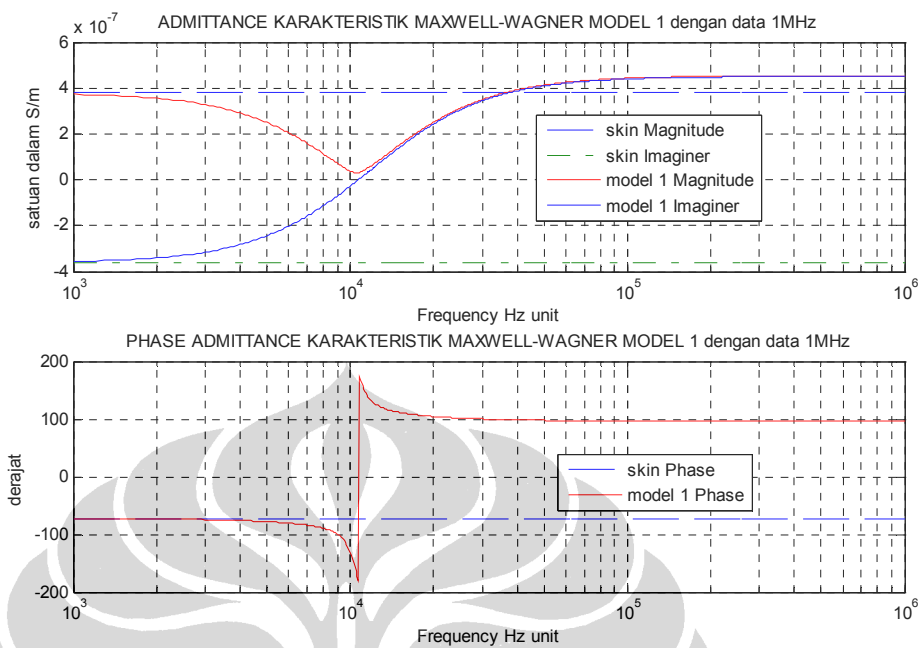 ADMITTANCE KARAKTERISTIK MAXWELL-WAGNER MODEL 1 dengan data 1MHz
x 10^-7
6
4
2
0
-2
-4
satuan dalam S/m
skin Magnitude
skin Imaginer
model 1 Magnitude
model 1 Imaginer
10^3
10^4
10^5
10^6
Frequency Hz unit
PHASE ADMITTANCE KARAKTERISTIK MAXWELL-WAGNER MODEL 1 dengan data 1MHz
200
100
0
-100
-200
derajat
skin Phase
model 1 Phase
10^3
10^4
10^5
10^6
Frequency Hz unit